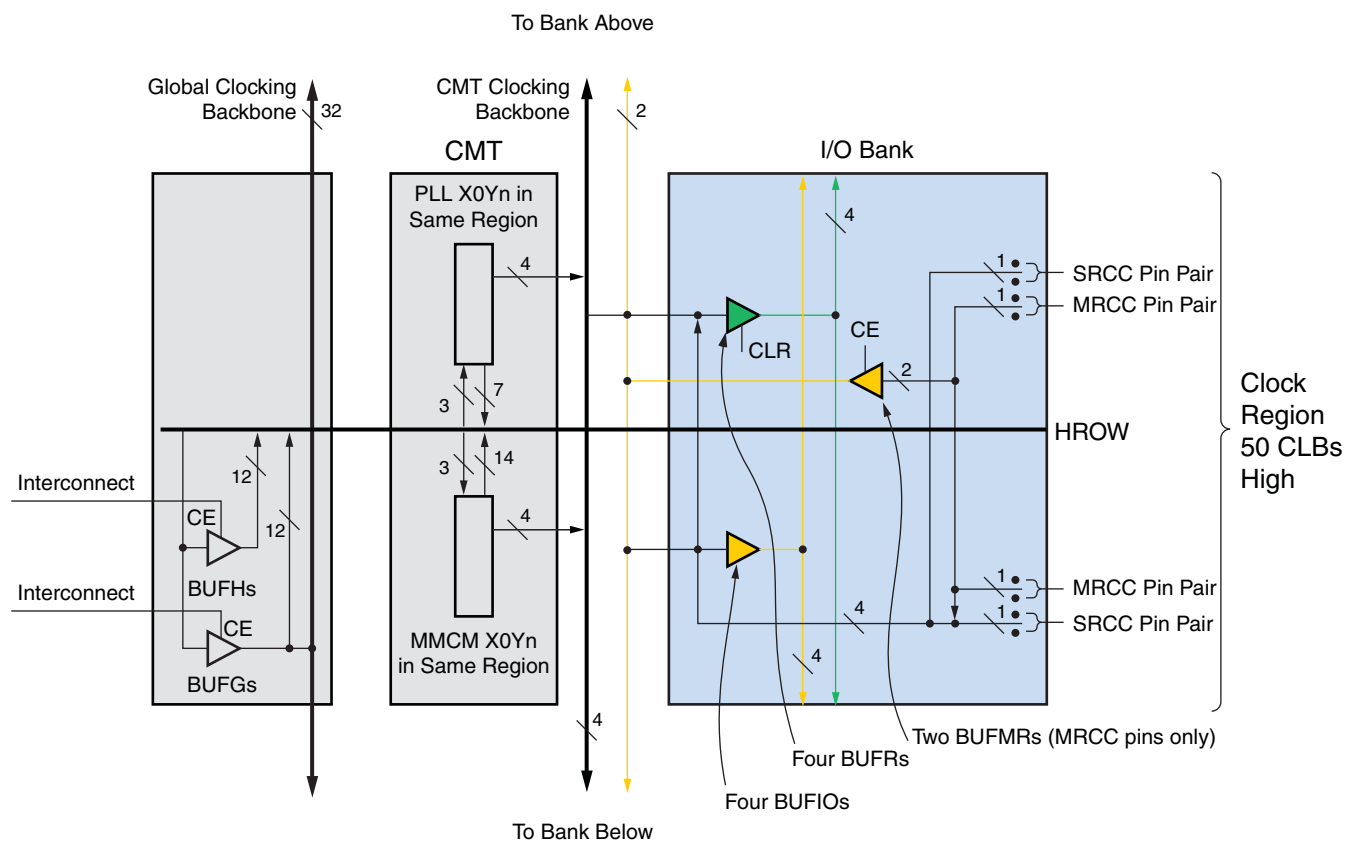 To Bank Above
Global Clocking
Backbone
32
CMT Clocking
Backbone
2
CMT
I/O Bank
PLL X0Yn in
Same Region
4
4
1
SRCC Pin Pair
1
MRCC Pin Pair
CLR
CE
2
3
7
Clock
Region
50 CLBs
High
HROW
3
14
12
12
Interconnect
CE
4
BUFHs
Interconnect
CE
BUFGs
MMCM X0Yn
in Same Region
1
MRCC Pin Pair
4
1
SRCC Pin Pair
4
4
Two BUFMRs (MRCC pins only)
Four BUFRs
Four BUFIOs
To Bank Below